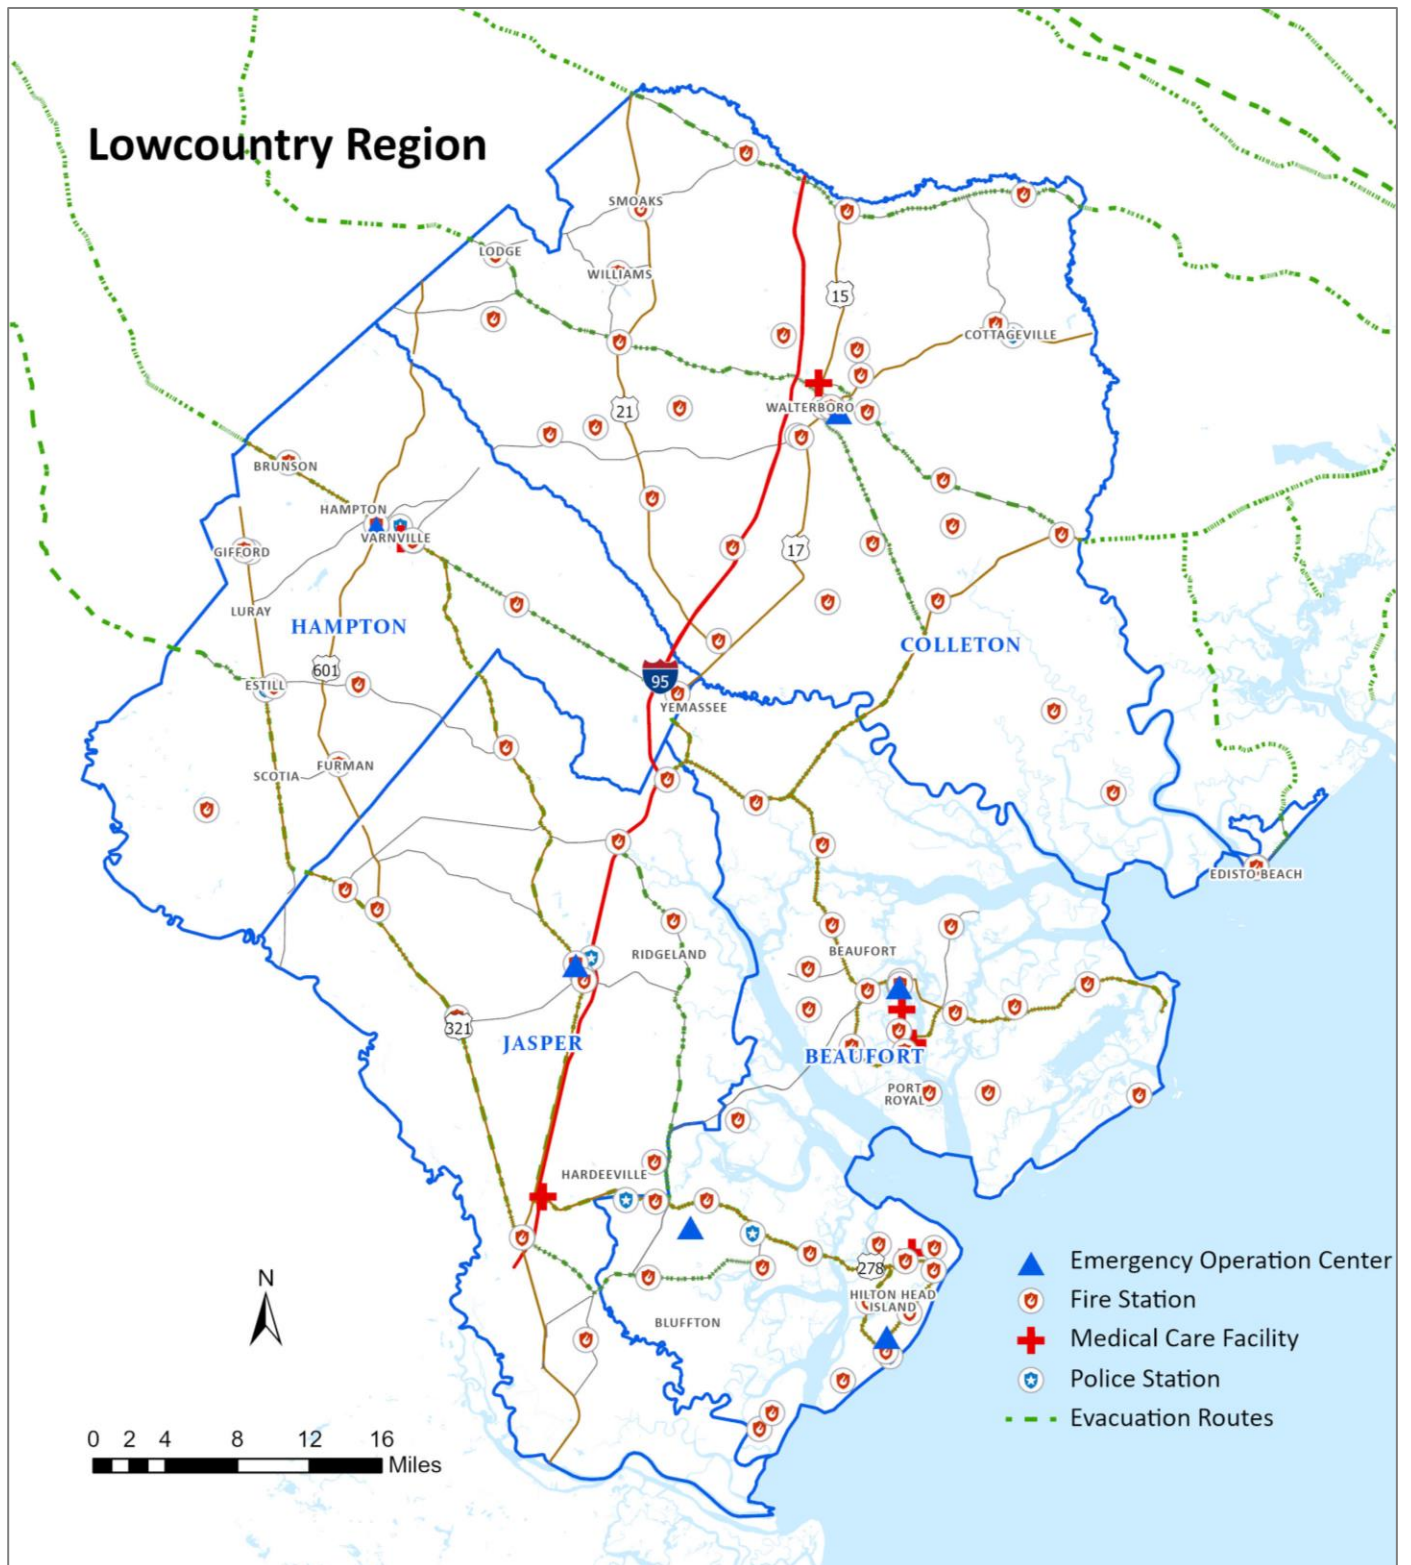 Lowcountry Region
SMOAKS
LODGE
WILLIAMS
15
COTTAGEVILLE
21
WALTERBORO
BRUNSON
HAMPTON
VARNVILLE
GIFFORD
17
LURAY
HAMPTON
COLLETON
601
95
ESTILL
YEMASSEE
SCOTIA
FURMAN
EDISTO BEACH
RIDGELAND
BEAUFORT
321
JASPER
BEAUFORT
PORT
ROYAL
HARDEEVILLE
278
HILTON HEAD
ISLAND
BLUFFTON
N
0 2 4 8 12 16
Miles
Emergency Operation Center
Fire Station
Medical Care Facility
Police Station
Evacuation Routes